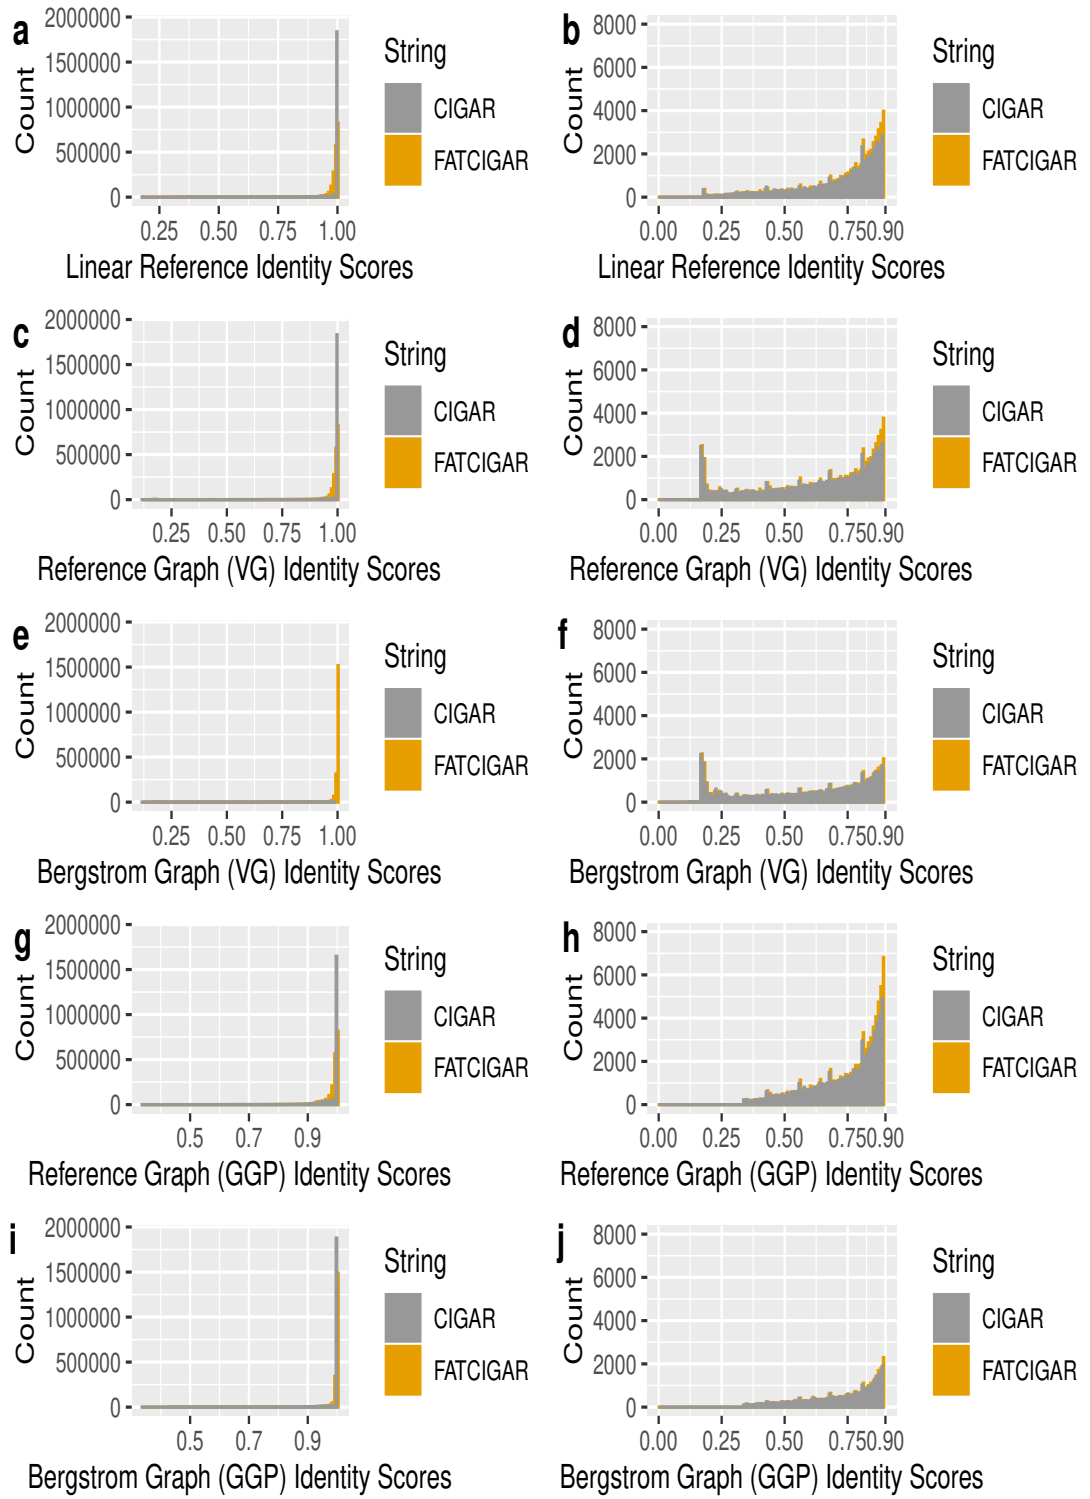 a
2000000
1500000
1000000
500000
0
Count
0.25 0.50 0.75 1.00
Linear Reference Identity Scores
String
CIGAR
FATCIGAR
b
8000
6000
4000
2000
0
Count
0.00 0.25 0.50 0.75 0.90
Linear Reference Identity Scores
String
CIGAR
FATCIGAR
c
2000000
1500000
1000000
500000
0
Count
0.25 0.50 0.75 1.00
Reference Graph (VG) Identity Scores
String
CIGAR
FATCIGAR
d
8000
6000
4000
2000
0
Count
0.00 0.25 0.50 0.75 0.90
Reference Graph (VG) Identity Scores
String
CIGAR
FATCIGAR
e
2000000
1500000
1000000
500000
0
Count
0.25 0.50 0.75 1.00
Bergstrom Graph (VG) Identity Scores
String
CIGAR
FATCIGAR
f
8000
6000
4000
2000
0
Count
0.00 0.25 0.50 0.75 0.90
Bergstrom Graph (VG) Identity Scores
String
CIGAR
FATCIGAR
g
2000000
1500000
1000000
500000
0
Count
0.5 0.7 0.9
Reference Graph (GGP) Identity Scores
String
CIGAR
FATCIGAR
h
8000
6000
4000
2000
0
Count
0.00 0.25 0.50 0.75 0.90
Reference Graph (GGP) Identity Scores
String
CIGAR
FATCIGAR
i
2000000
1500000
1000000
500000
0
Count
0.5 0.7 0.9
Bergstrom Graph (GGP) Identity Scores
String
CIGAR
FATCIGAR
j
8000
6000
4000
2000
0
Count
0.00 0.25 0.50 0.75 0.90
Bergstrom Graph (GGP) Identity Scores
String
CIGAR
FATCIGAR